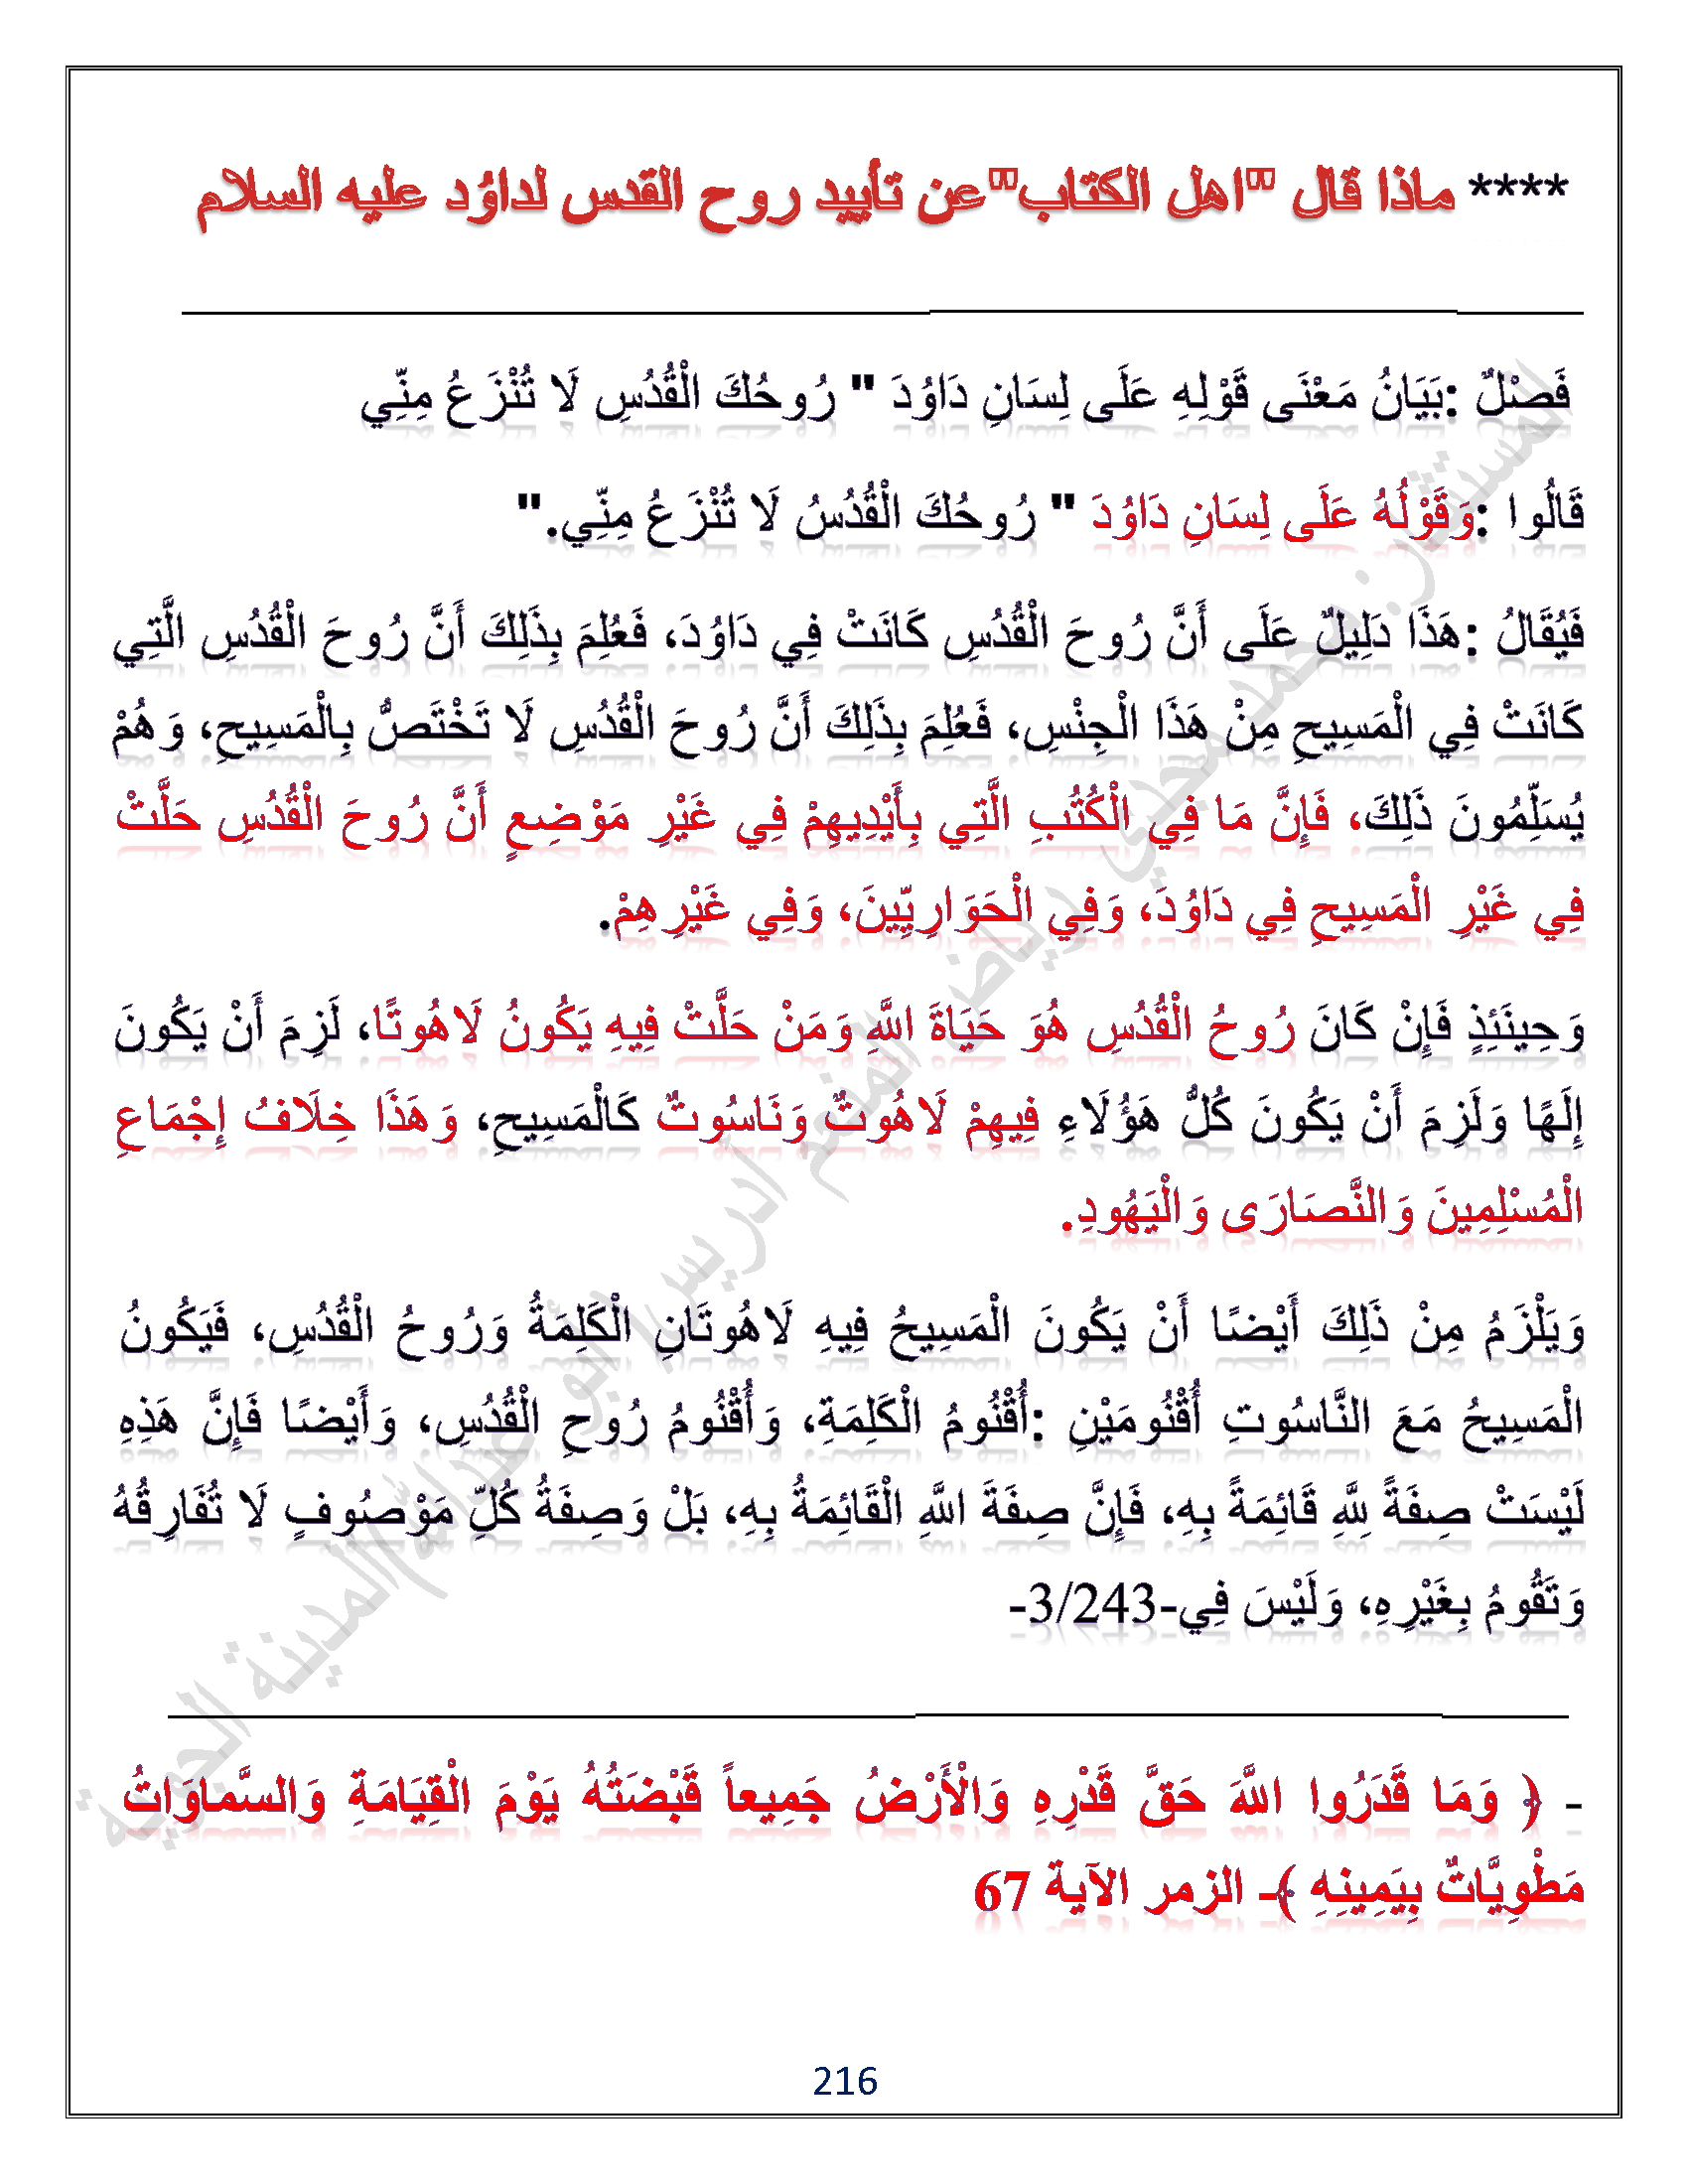 **** ماذا قال "اهل الكتاب"عن تأييد روح القدس لداوُد عليه السلام
فَصْلٌ :بَيَانُ مَعْنَى قَوْلِهِ عَلَى لِسَانِ دَاوُدَ " رُوحُكَ الْقُدُسِ لَا تُنْزَعُ مِنِّي
قَالُوا :وَقَوْلُهُ عَلَى لِسَانِ دَاوُدَ " رُوحُكَ الْقُدُسُ لَا تُنْزَعُ مِنِّي."
فَيُقَالُ :هَذَا دَلِيلٌ عَلَى أَنَّ رُوحَ الْقُدُسِ كَانَتْ فِي دَاوُدَ، فَعُلِمَ بِذَلِكَ أَنَّ رُوحَ الْقُدُسِ الَّتِي
كَانَتْ فِي الْمَسِيحِ مِنْ هَذَا الْجِنْسِ، فَعُلِمَ بِذَلِكَ أَنَّ رُوحَ الْقُدُسِ لَا تَخْتَصُّ بِالْمَسِيحِ، وَهُمْ
يُسَلِّمُونَ ذَلِكَ، فَإِنَّ مَا فِي الْكُتُبِ الَّتِي بِأَيْدِيهِمْ فِي غَيْرِ مَوْضِعٍ أَنَّ رُوحَ الْقُدُسِ حَلَّتْ
فِي غَيْرِ الْمَسِيحِ فِي دَاوُدَ، وَفِي الْحَوَارِيِّينَ، وَفِي غَيْرِهِمْ.
وَحِينَئِذٍ فَإِنْ كَانَ رُوحُ الْقُدُسِ هُوَ حَيَاةَ اللَّهِ وَمَنْ حَلَّتْ فِيهِ يَكُونُ لَاهُوتًا، لَزِمَ أَنْ يَكُونَ
إِلَهًا وَلَزِمَ أَنْ يَكُونَ كُلُّ هَؤُلَاءِ فِيهِمْ لَاهُوتٌ وَنَاسُوتٌ كَالْمَسِيحِ، وَهَذَا خِلَافُ إِجْمَاعِ
الْمُسْلِمِينَ وَالنَّصَارَى وَالْيَهُودِ.
وَيَلْزَمُ مِنْ ذَلِكَ أَيْضًا أَنْ يَكُونَ الْمَسِيحُ فِيهِ لَاهُوتَانِ الْكَلِمَةُ وَرُوحُ الْقُدُسِ، فَيَكُونُ
الْمَسِيحُ مَعَ النَّاسُوتِ أُقْنُومَيْنِ :أُقْنُومُ الْكَلِمَةِ، وَأُقْنُومُ رُوحِ الْقُدُسِ، وَأَيْضًا فَإِنَّ هَذِهِ
لَيْسَتْ صِفَةً لِلَّهِ قَائِمَةً بِهِ، فَإِنَّ صِفَةَ اللَّهِ الْقَائِمَةُ بِهِ، بَلْ وَصِفَةُ كُلِّ مَوْصُوفٍ لَا تُفَارِقُهُ
وَتَقُومُ بِغَيْرِهِ، وَلَيْسَ فِي-3/243-
- ﴿ وَمَا قَدَرُوا اللَّهَ حَقَّ قَدْرِهِ وَالْأَرْضُ جَمِيعاً قَبْضَتُهُ يَوْمَ الْقِيَامَةِ وَالسَّماوَاتُ
مَطْوِيَّاتٌ بِيَمِينِهِ ﴾- الزمر الآية 67
216